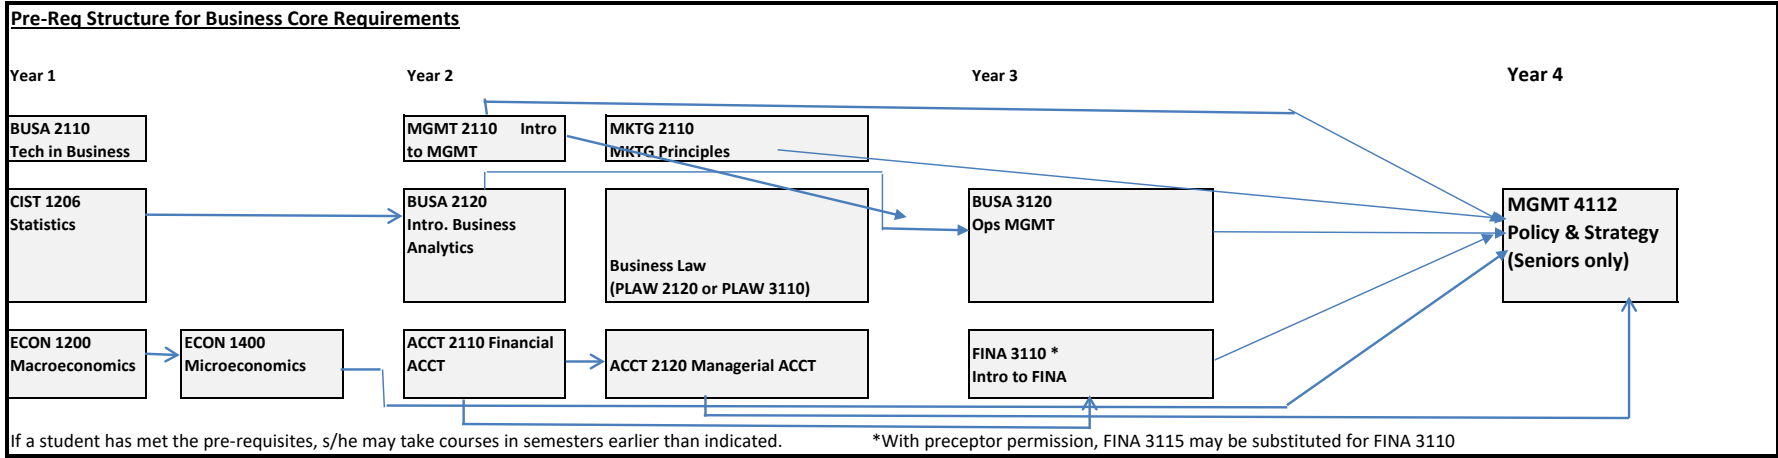 Pre-Req Structure for Business Core Requirements
Year 1
Year 2
Year 3
Year 4
BUSA 2110
Tech in Business
MGMT 2110 Intro
to MGMT
MKTG 2110
MKTG Principles
CIST 1206
Statistics
BUSA 2120
Intro. Business
Analytics
Business Law
(PLAW 2120 or PLAW 3110)
BUSA 3120
Ops MGMT
MGMT 4112
Policy & Strategy
(Seniors only)
ECON 1200
Macroeconomics
ECON 1400
Microeconomics
ACCT 2110 Financial
ACCT
ACCT 2120 Managerial ACCT
FINA 3110 *
Intro to FINA
If a student has met the pre-requisites, s/he may take courses in semesters earlier than indicated.
*With preceptor permission, FINA 3115 may be substituted for FINA 3110